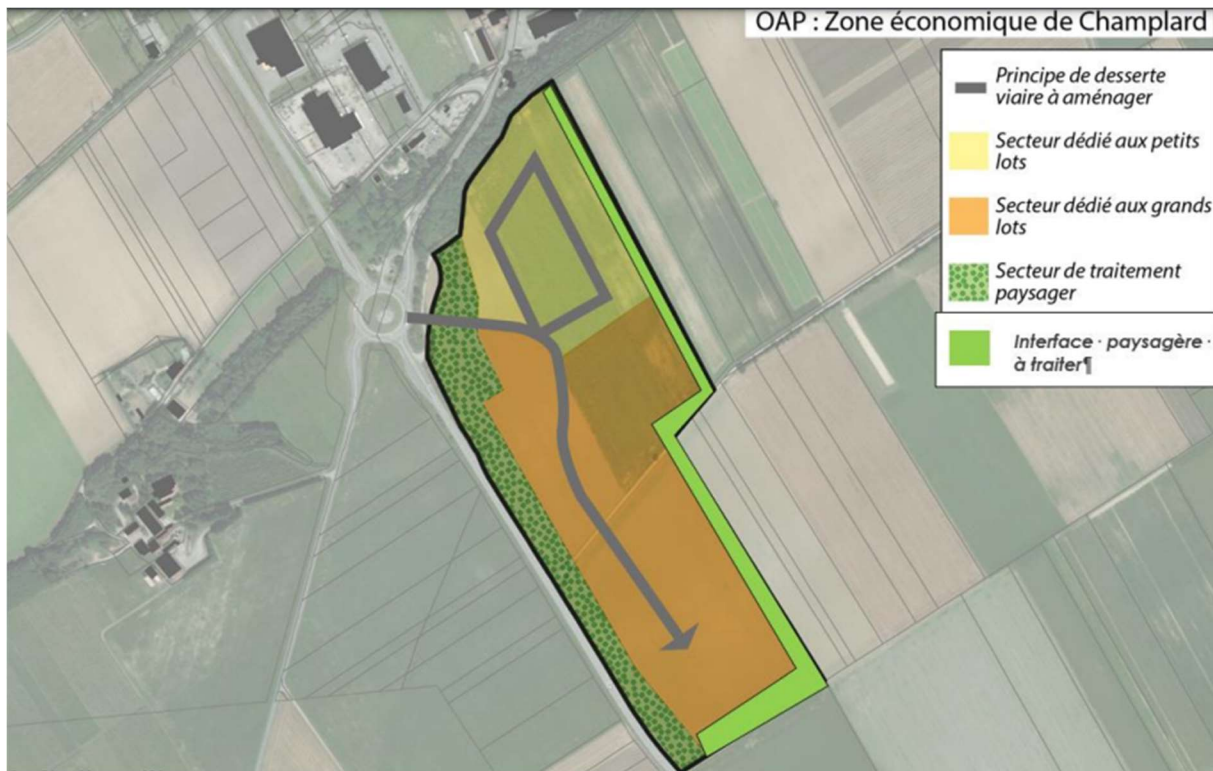 OAP : Zone économique de Champlard
Principe de desserte
viaire à aménager
Secteur dédié aux petits
lots
Secteur dédié aux grands
lots
Secteur de traitement
paysager
Interface · paysagère ·
à traiter¶